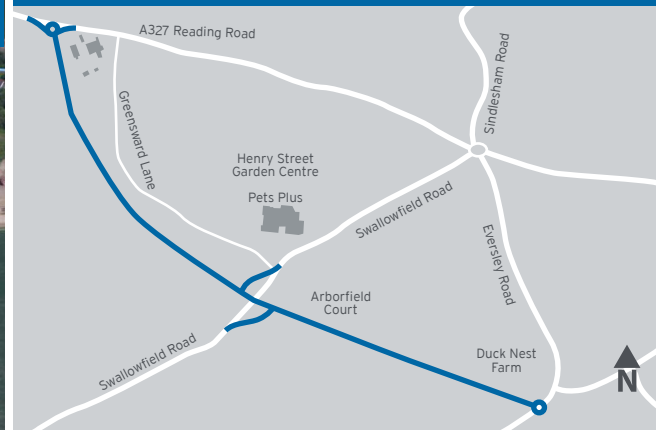 A327 Reading Road
Sindlesham Road
Greensward Lane
Henry Street
Garden Centre
Pets Plus
Swallowfield Road
Eversley Road
Arborfield
Court
Swallowfield Road
Duck Nest
Farm
N